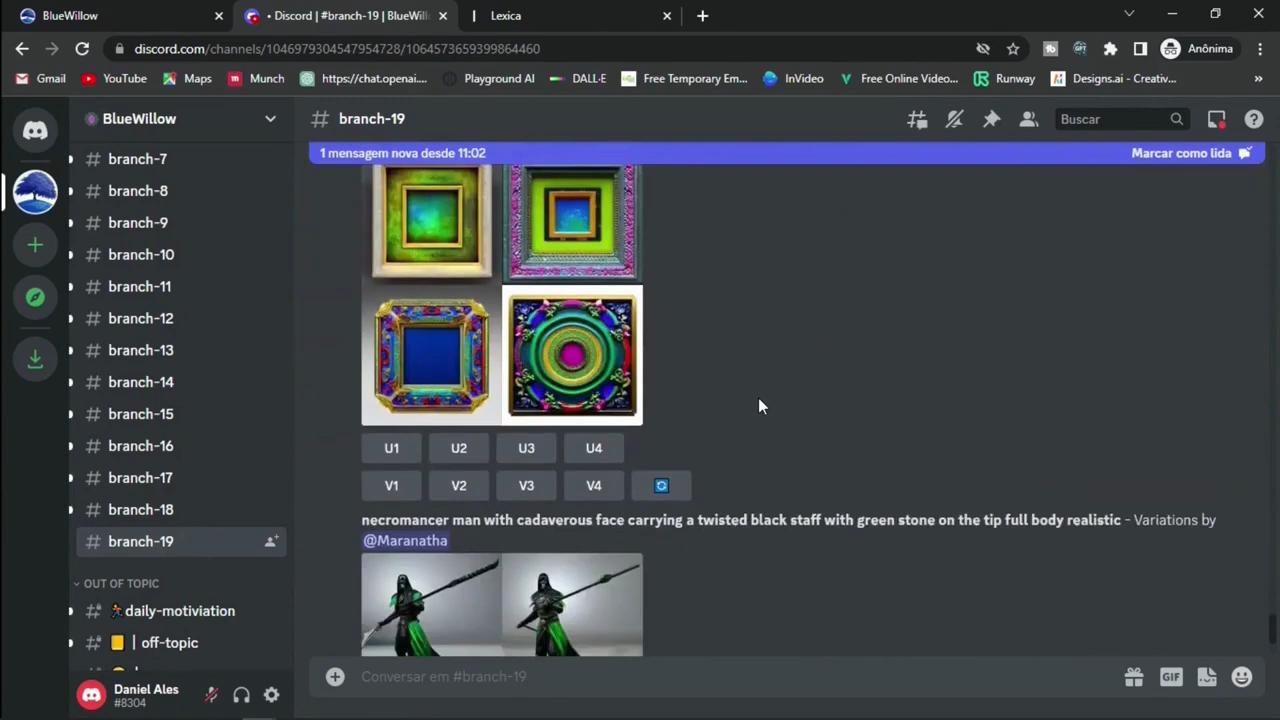 BlueWillow
• Discord | #branch-19 | BlueWill
Lexica
discord.com/channels/1046979304547954728/1064573659399864460
Anônima
Gmail
YouTube
Maps
Munch
https://chat.openai....
Playground AI
DALL·E
Free Temporary Em...
InVideo
Free Online Video...
Runway
Designs.ai - Creativ...
»
BlueWillow
# branch-7
# branch-8
# branch-9
# branch-10
# branch-11
# branch-12
# branch-13
# branch-14
# branch-15
# branch-16
# branch-17
# branch-18
# branch-19
OUT OF TOPIC
daily-motiviation
| off-topic
Daniel Ales
#8304
# branch-19
Buscar
1 mensagem nova desde 11:02
Marcar como lida
U1 U2 U3 U4
V1 V2 V3 V4
necromancer man with cadaverous face carrying a twisted black staff with green stone on the tip full body realistic - Variations by
@Maranatha
Conversar em #branch-19
GIF